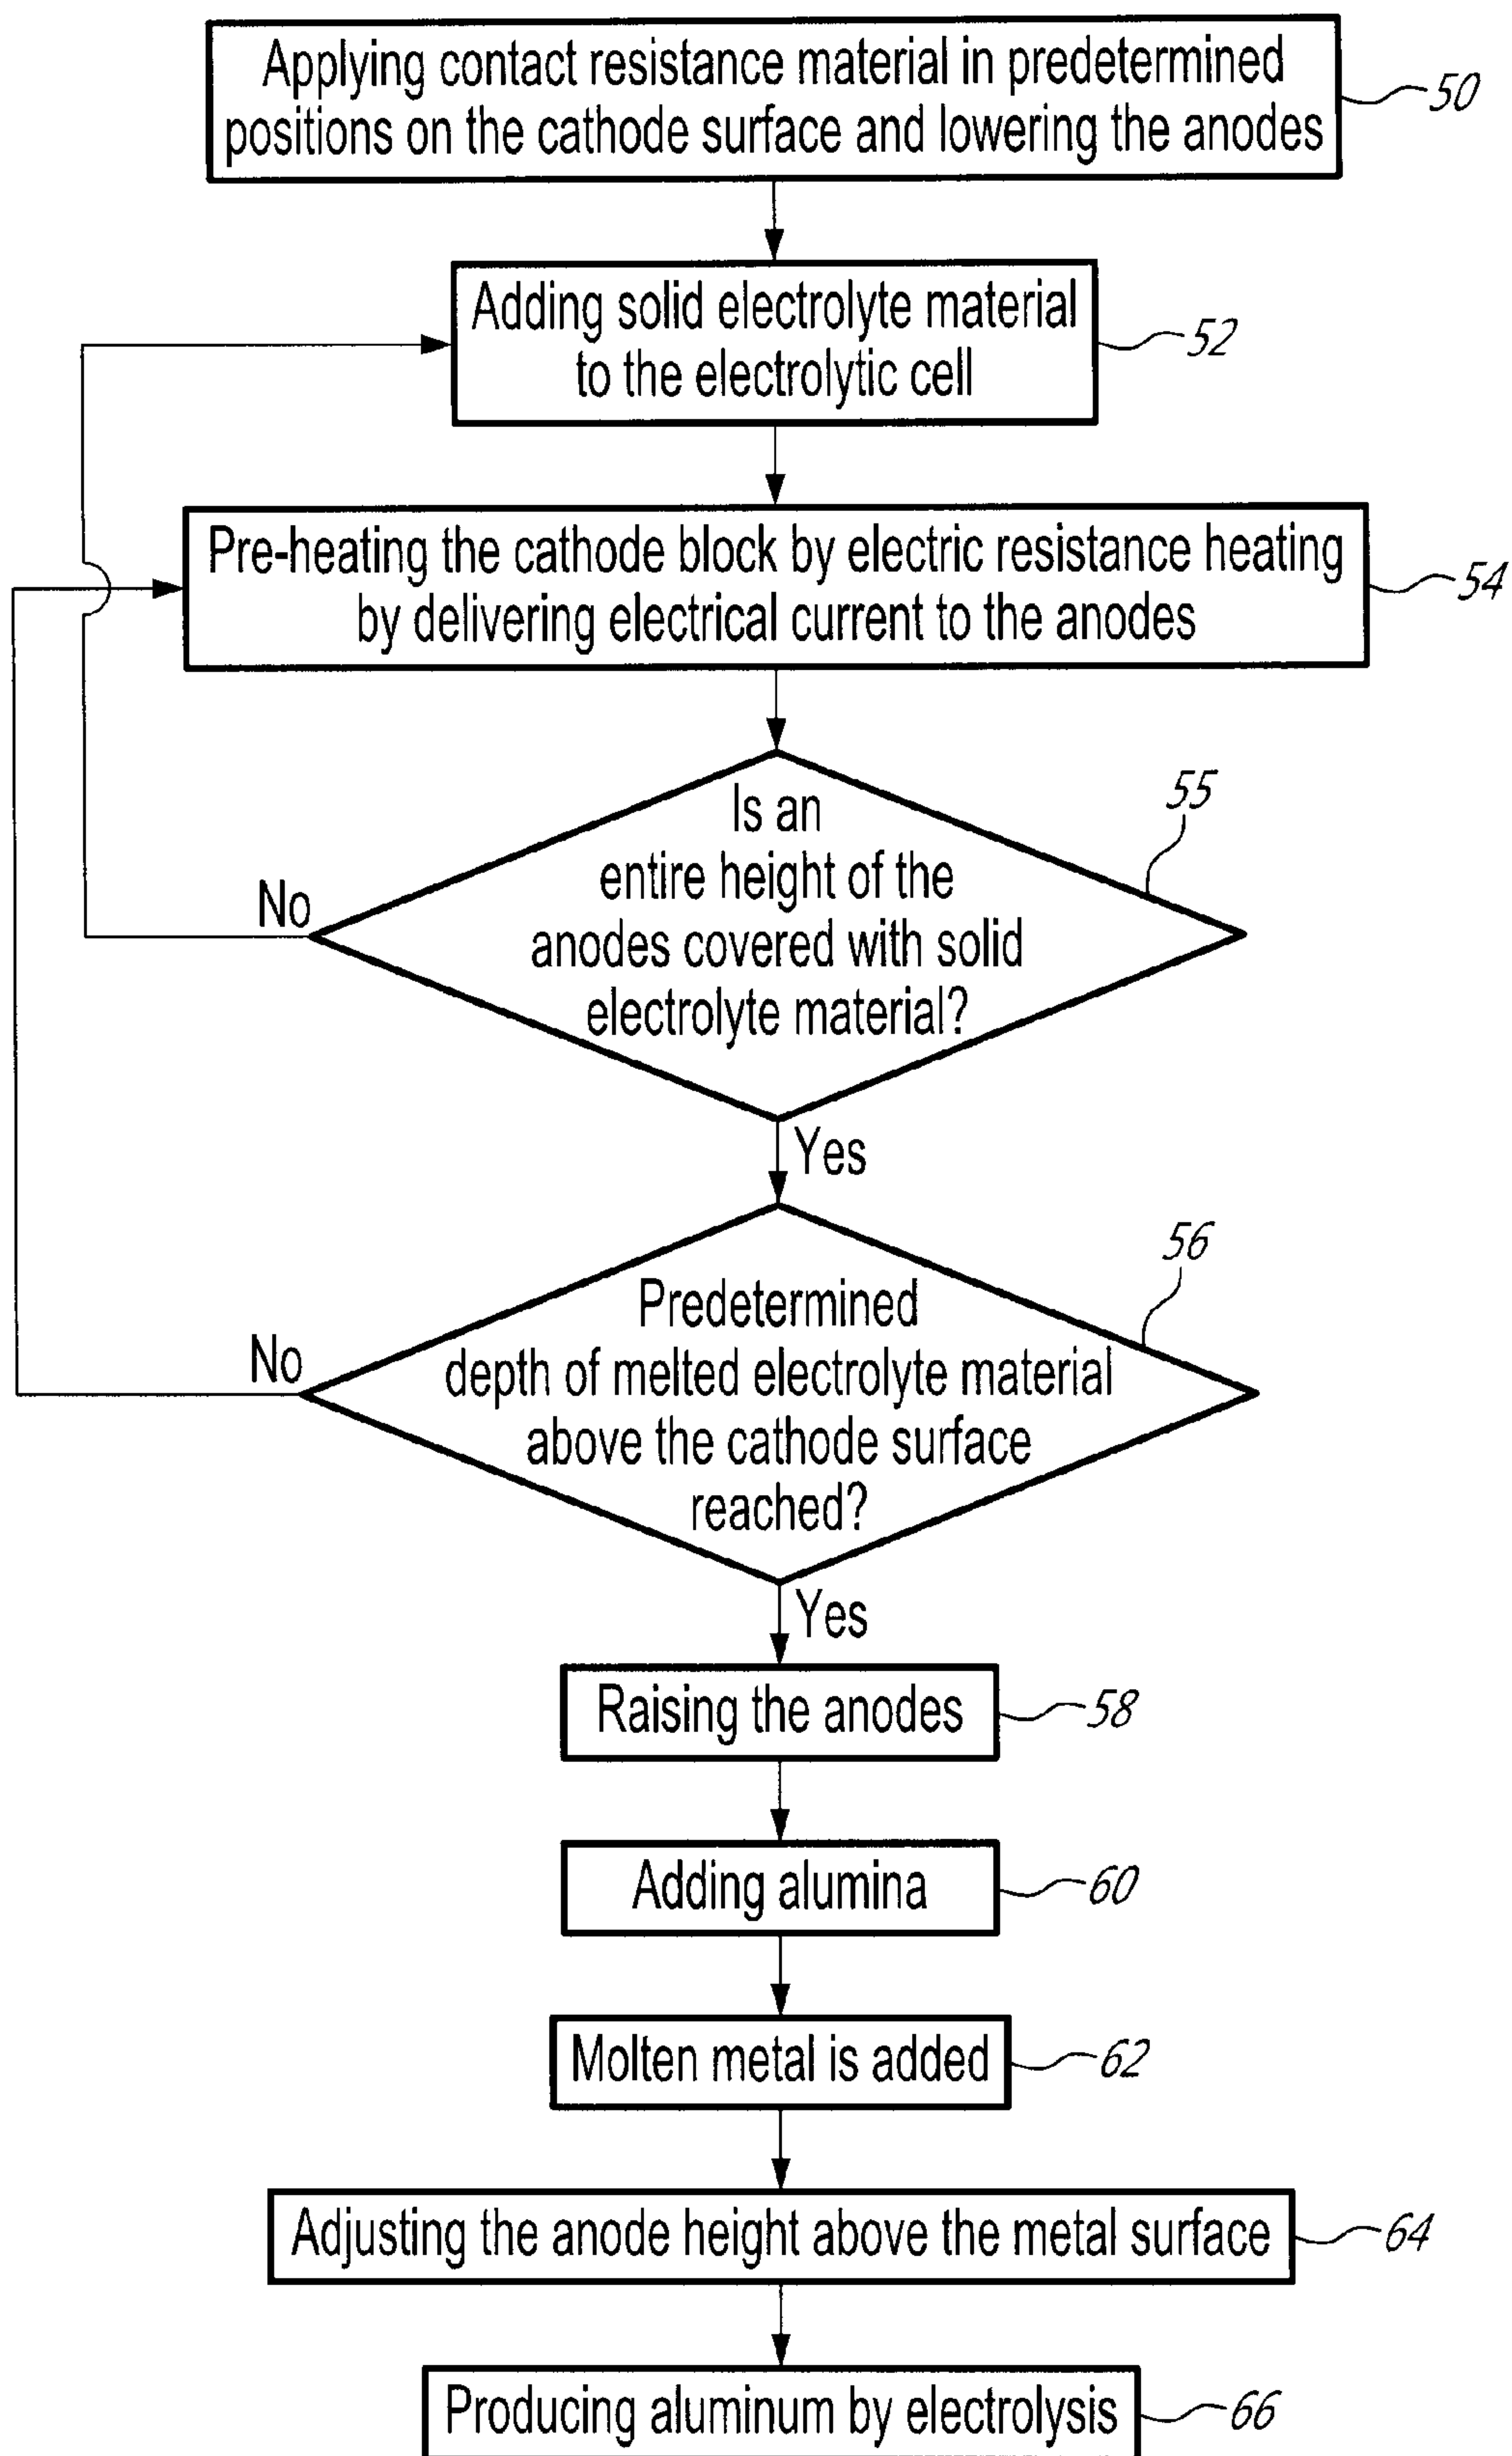 Applying contact resistance material in predetermined
positions on the cathode surface and lowering the anodes
50
Adding solid electrolyte material
to the electrolytic cell
52
Pre-heating the cathode block by electric resistance heating
by delivering electrical current to the anodes
54
Is an
entire height of the
anodes covered with solid
electrolyte material?
55
No
Yes
Predetermined
depth of melted electrolyte material
above the cathode surface
reached?
56
No
Yes
Raising the anodes
58
Adding alumina
60
Molten metal is added
62
Adjusting the anode height above the metal surface
64
Producing aluminum by electrolysis
66